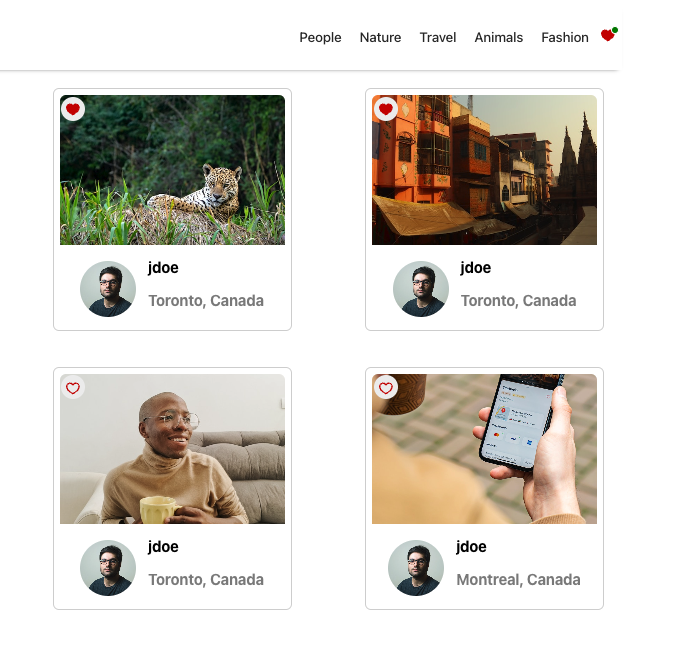 People Nature Travel Animals Fashion
jdoe
Toronto, Canada
jdoe
Toronto, Canada
jdoe
Toronto, Canada
jdoe
Montreal, Canada